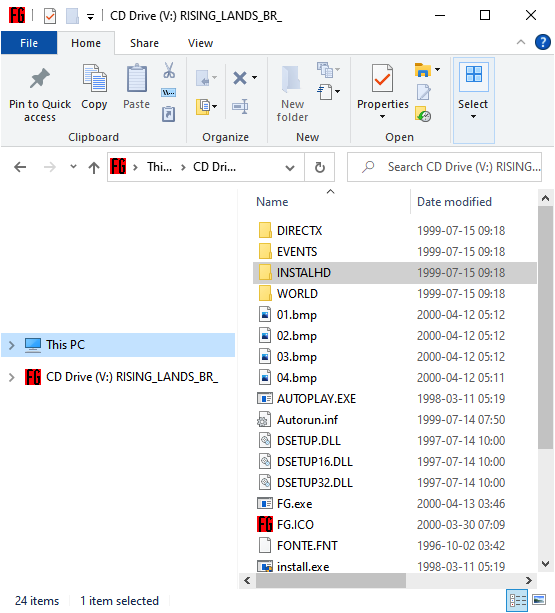 FG CD Drive (V:) RISING_LANDS_BR_
File Home Share View
Pin to Quick access
Copy
Paste
New folder
Properties
Select
Clipboard Organize New Open
FG Thi... CD Dri... Search CD Drive (V:) RISING...
Name Date modified
This PC
FG CD Drive (V:) RISING_LANDS_BR_
DIRECTX 1999-07-15 09:18
EVENTS 1999-07-15 09:18
INSTALHD 1999-07-15 09:18
WORLD 1999-07-15 09:18
01.bmp 2000-04-12 05:12
02.bmp 2000-04-12 05:12
03.bmp 2000-04-12 05:12
04.bmp 2000-04-12 05:11
AUTOPLAY.EXE 1998-03-11 05:19
Autorun.inf 1999-07-14 07:50
DSETUP.DLL 1997-07-14 10:00
DSETUP16.DLL 1997-07-14 10:00
DSETUP32.DLL 1997-07-14 10:00
FG.exe 2000-04-13 03:46
FG FG.ICO 2000-03-30 07:09
FONTE.FNT 1996-10-02 03:42
install.exe 1998-03-11 05:19
24 items 1 item selected